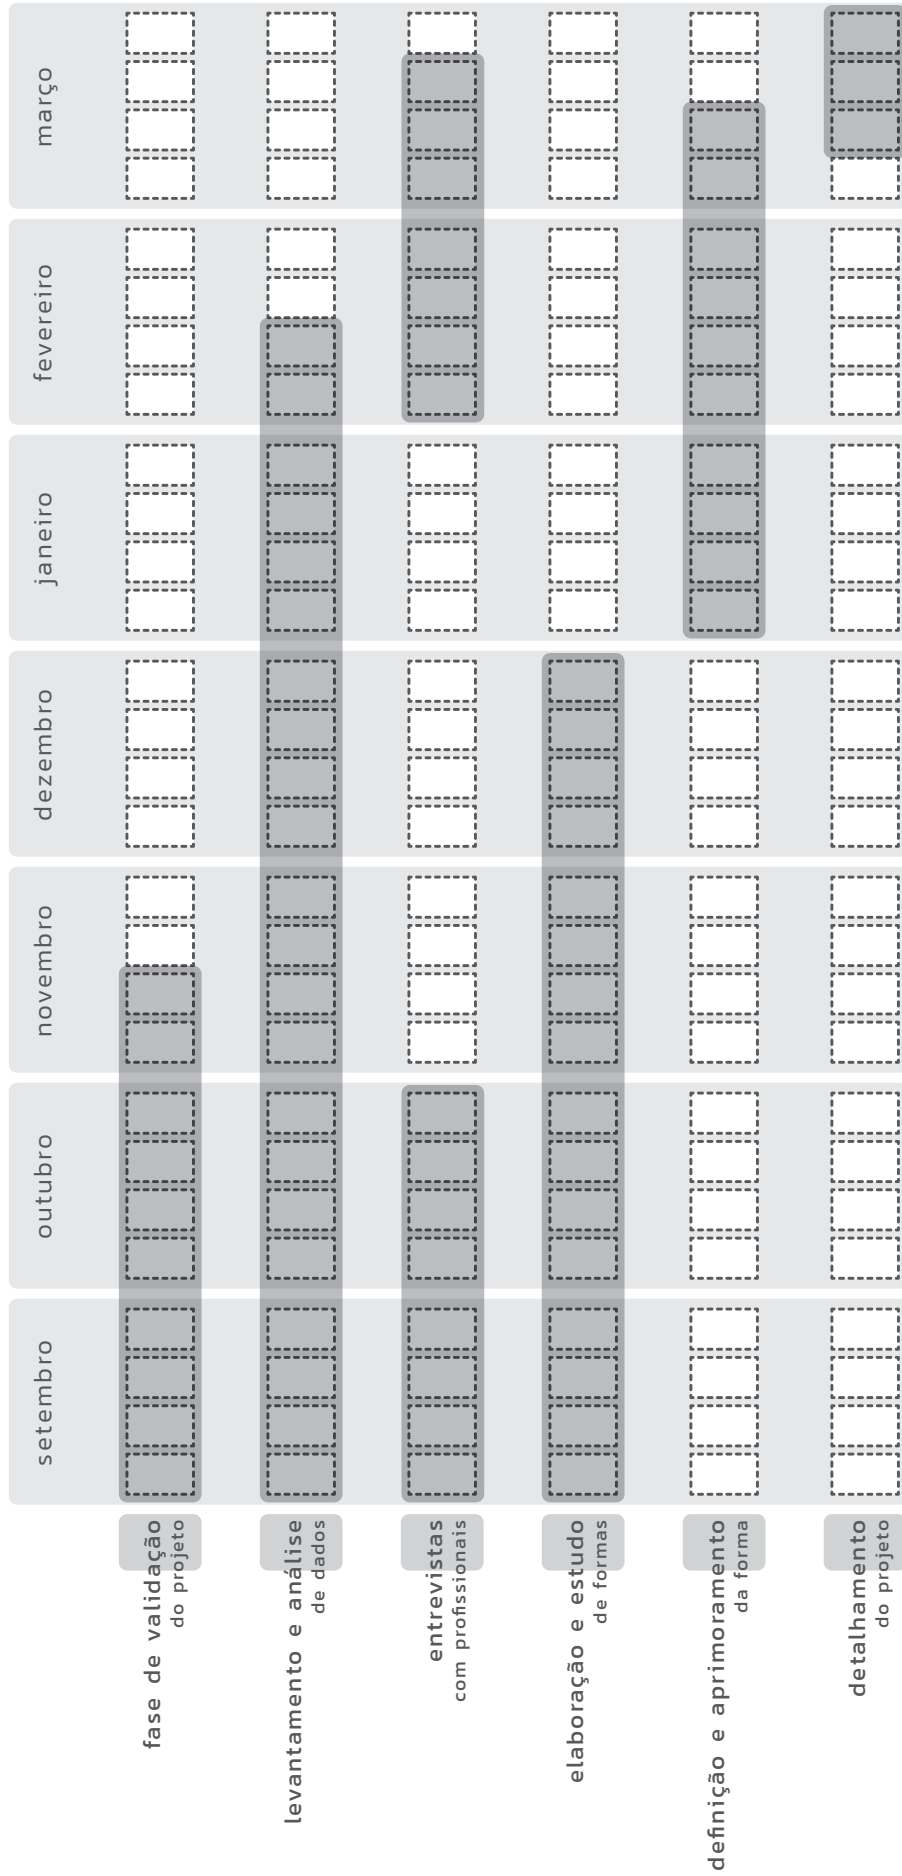 setembro
outubro
novembro
dezembro
janeiro
fevereiro
março
fase de validação
do projeto
levantamento e análise
de dados
entrevistas
com profissionais
elaboração e estudo
de formas
definição e aprimoramento
da forma
detalhamento
do projeto